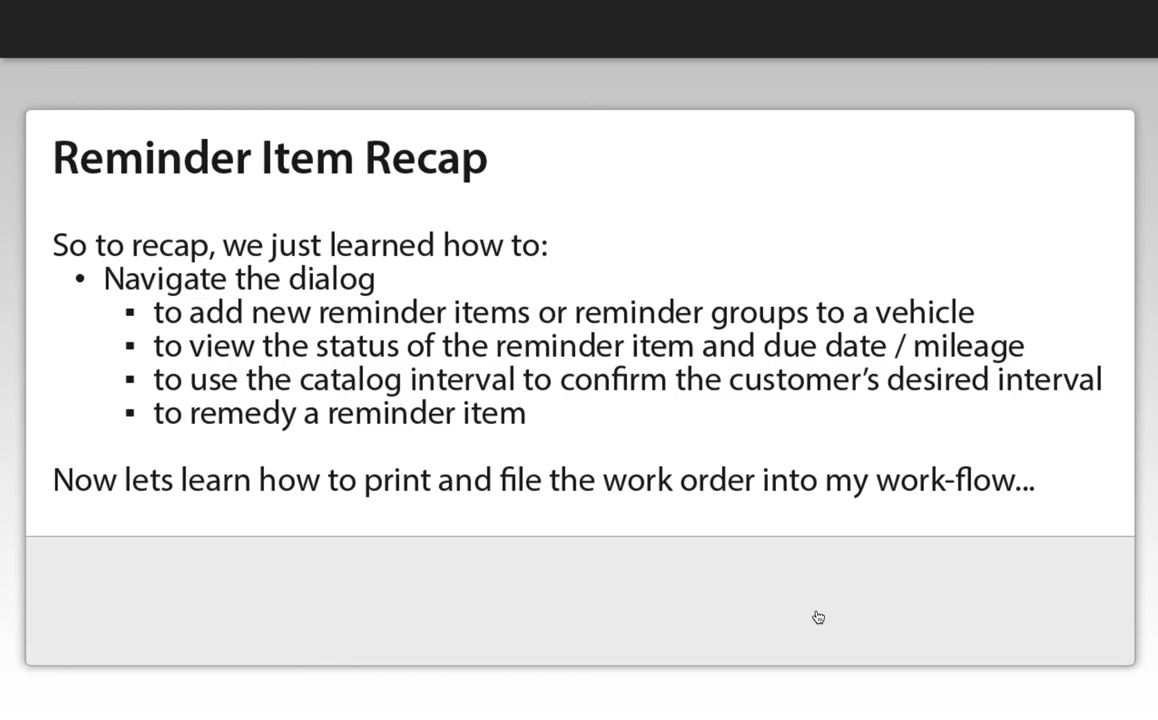 Reminder Item Recap
So to recap, we just learned how to:
• Navigate the dialog
▪ to add new reminder items or reminder groups to a vehicle
▪ to view the status of the reminder item and due date / mileage
▪ to use the catalog interval to confirm the customer’s desired interval
▪ to remedy a reminder item
Now lets learn how to print and file the work order into my work-flow...